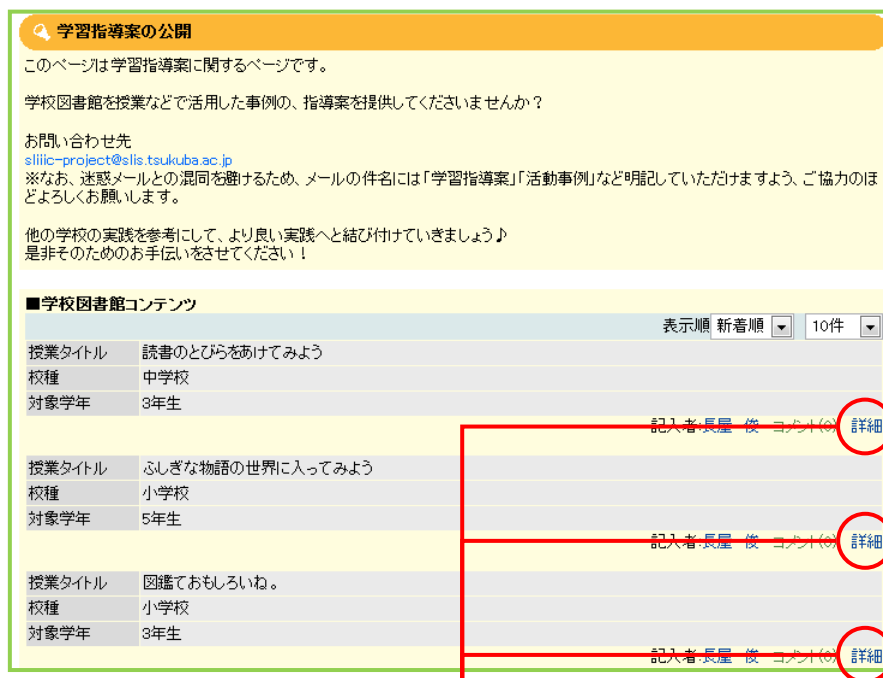 学習指導案の公開
このページは学習指導案に関するページです。
学校図書館を授業などで活用した事例の、指導案を提供してくださいませんか？
お問い合わせ先
sliiic-project@slis.tsukuba.ac.jp
※なお、迷惑メールとの混同を避けるため、メールの件名には「学習指導案」「活動事例」など明記していただけますよう、ご協力のほ
どよろしくお願いします。
他の学校の実践を参考にして、より良い実践へと結び付けていきましょう♪
是非そのためのお手伝いをさせてください！
■学校図書館コンテンツ
表示順 新着順 10件
授業タイトル 読書のとびらをあけてみよう
校種 中学校
対象学年 3年生
記入者:長屋 俊 コメント(0) 詳細
授業タイトル ふしぎな物語の世界に入ってみよう
校種 小学校
対象学年 5年生
記入者:長屋 俊 コメント(0) 詳細
授業タイトル 図鑑ておもしろいね。
校種 小学校
対象学年 3年生
記入者:長屋 俊 コメント(0) 詳細